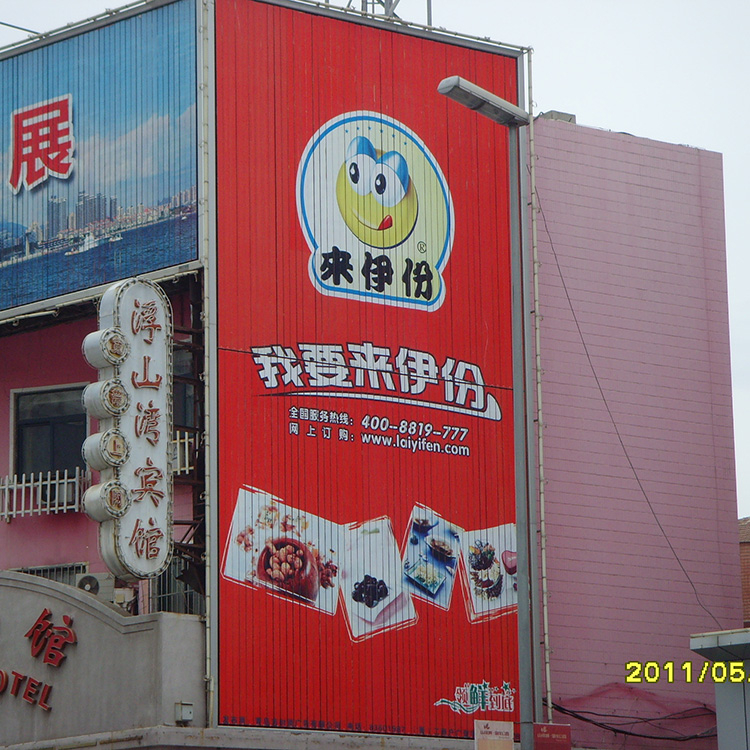 展
来伊份
®
我要来伊份
全国服务热线：400--8819--777
网上订购：www.laiyifen.com
浮山湾宾馆
馆
OTEL
鲜
2011/05